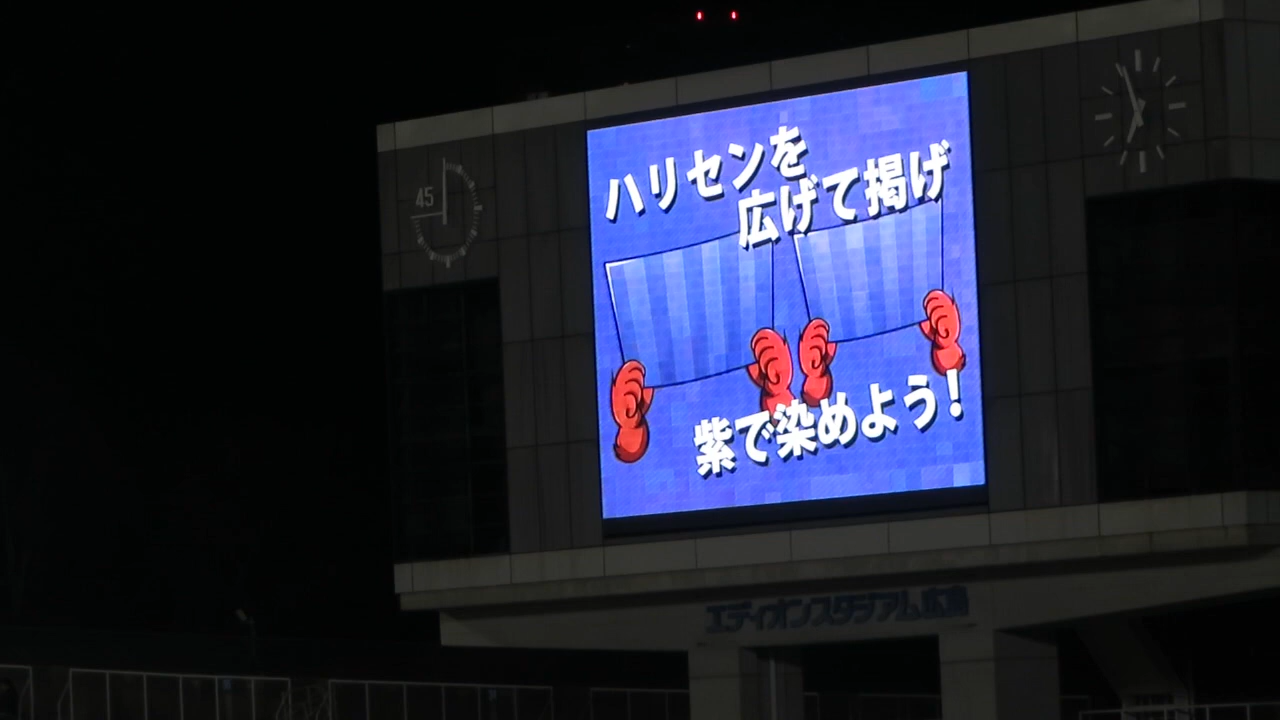 45
ハリセンを
広げて掲げ
紫で染めよう!
エディオンスタジアム広島